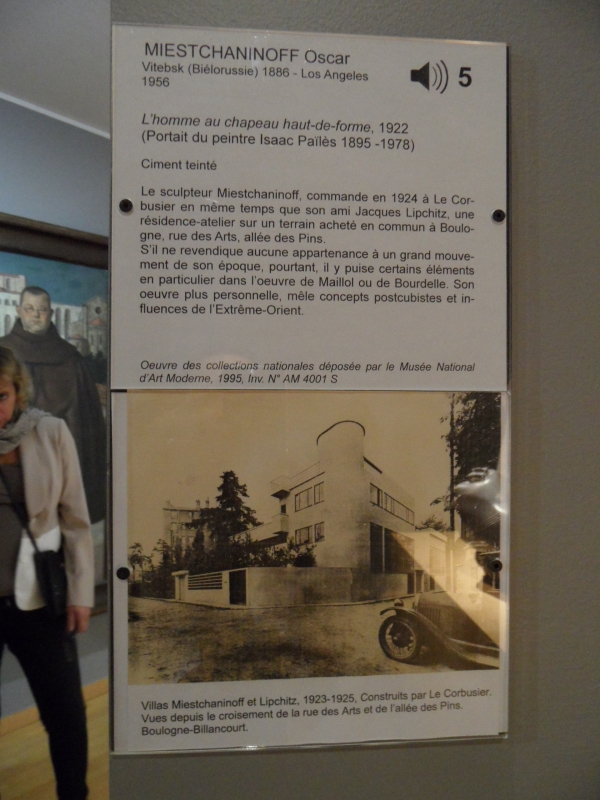 MIESTCHANINOFF Oscar
Vitebsk (Biélorussie) 1886 - Los Angeles
1956
5
L'homme au chapeau haut-de-forme, 1922
(Portait du peintre Isaac Païlès 1895 -1978)
Ciment teinté
Le sculpteur Miestchaninoff, commande en 1924 à Le Cor-
busier en même temps que son ami Jacques Lipchitz, une
résidence-atelier sur un terrain acheté en commun à Boulo-
gne, rue des Arts, allée des Pins.
S'il ne revendique aucune appartenance à un grand mouve-
ment de son époque, pourtant, il y puise certains éléments
en particulier dans l'oeuvre de Maillol ou de Bourdelle. Son
oeuvre plus personnelle, mêle concepts postcubistes et in-
fluences de l'Extrême-Orient.
Oeuvre des collections nationales déposée par le Musée National
d'Art Moderne, 1995, Inv. N° AM 4001 S
Villas Miestchaninoff et Lipchitz, 1923-1925, Construits par Le Corbusier.
Vues depuis le croisement de la rue des Arts et de l'allée des Pins.
Boulogne-Billancourt.